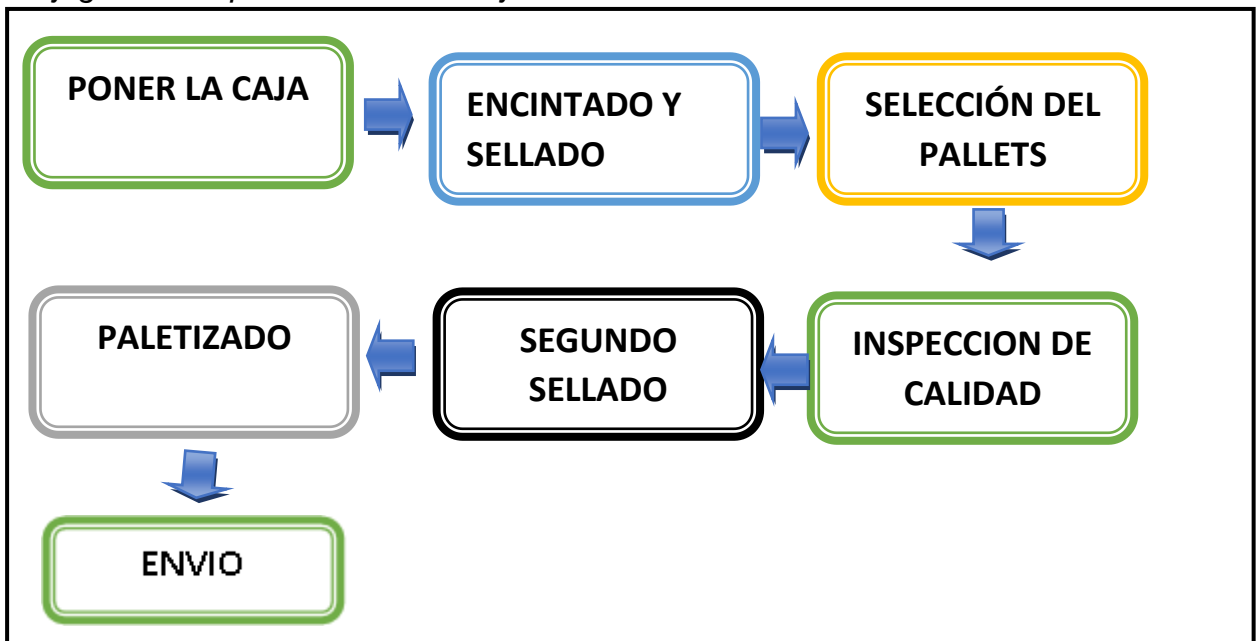 PONER LA CAJA
ENCINTADO Y
SELLADO
SELECCIÓN DEL
PALLETS
INSPECCION DE
CALIDAD
SEGUNDO
SELLADO
PALETIZADO
ENVIO